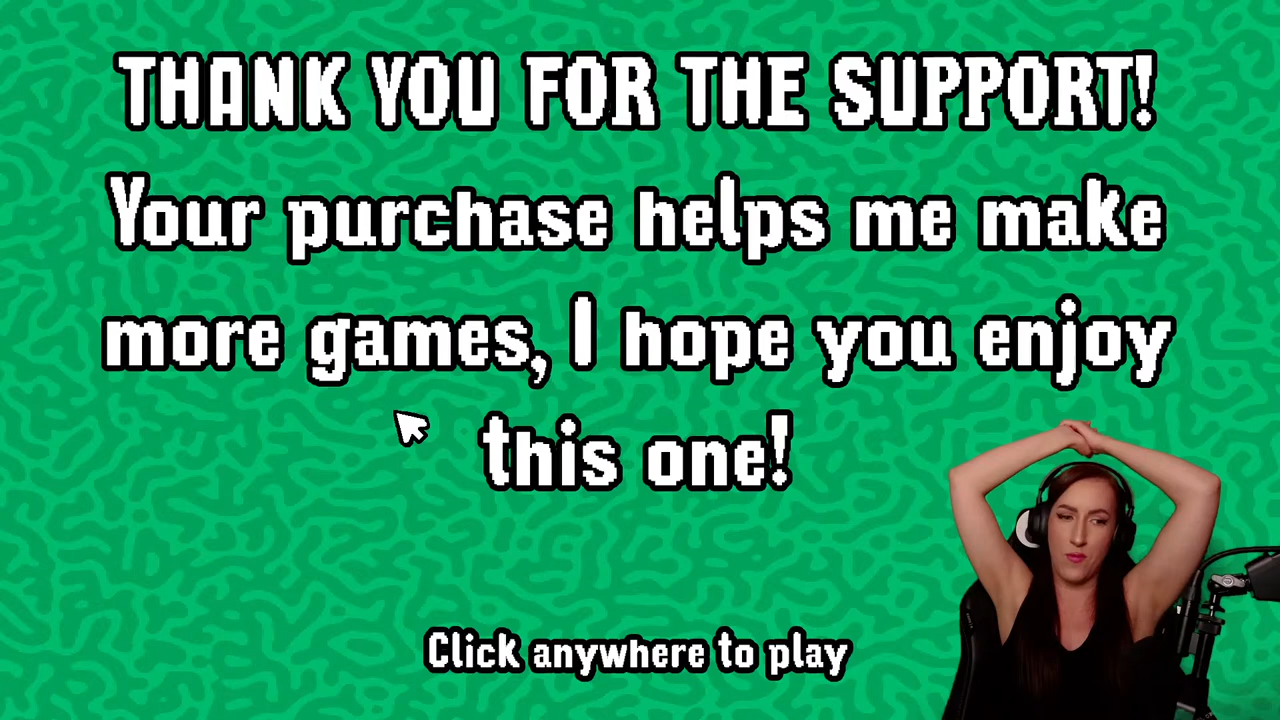 THANK YOU FOR THE SUPPORT!
Your purchase helps me make
more games, I hope you enjoy
this one!
Click anywhere to play